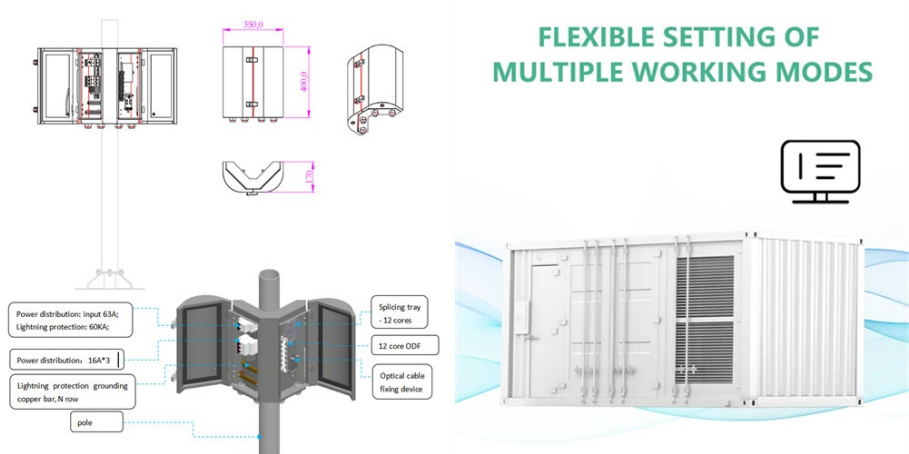 350,0
400,0
170
Power distribution: input 63A;
Lightning protection: 60KA;
Power distribution: 16A*3
Lightning protection grounding
copper bar, N row
pole
Splicing tray
- 12 cores
12 core ODF
Optical cable
fixing device
FLEXIBLE SETTING OF
MULTIPLE WORKING MODES